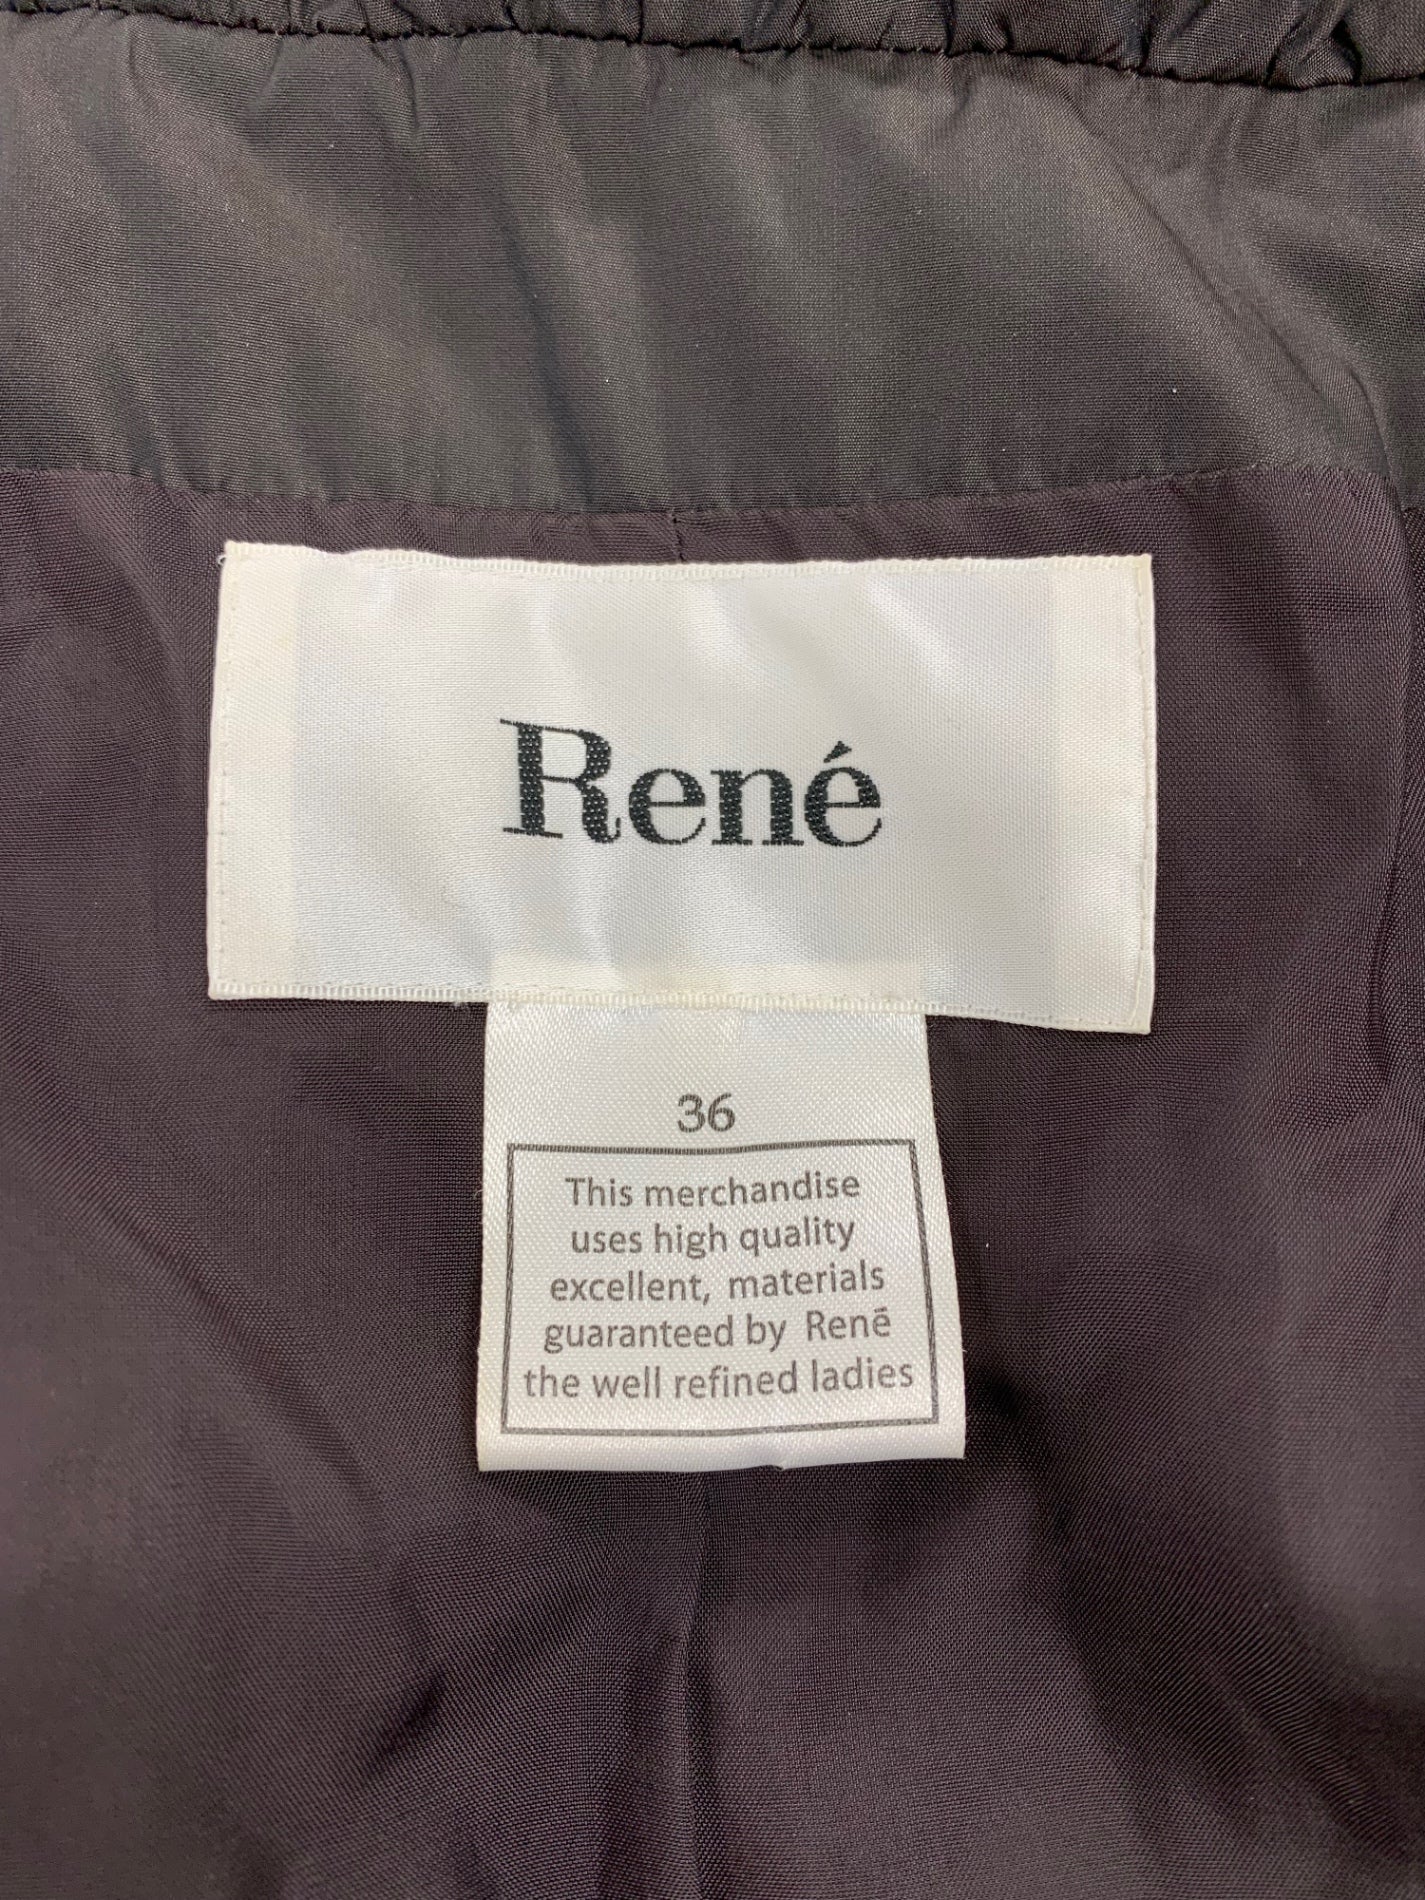 René
36
This merchandise
uses high quality
excellent, materials
guaranteed by Renē
the well refined ladies